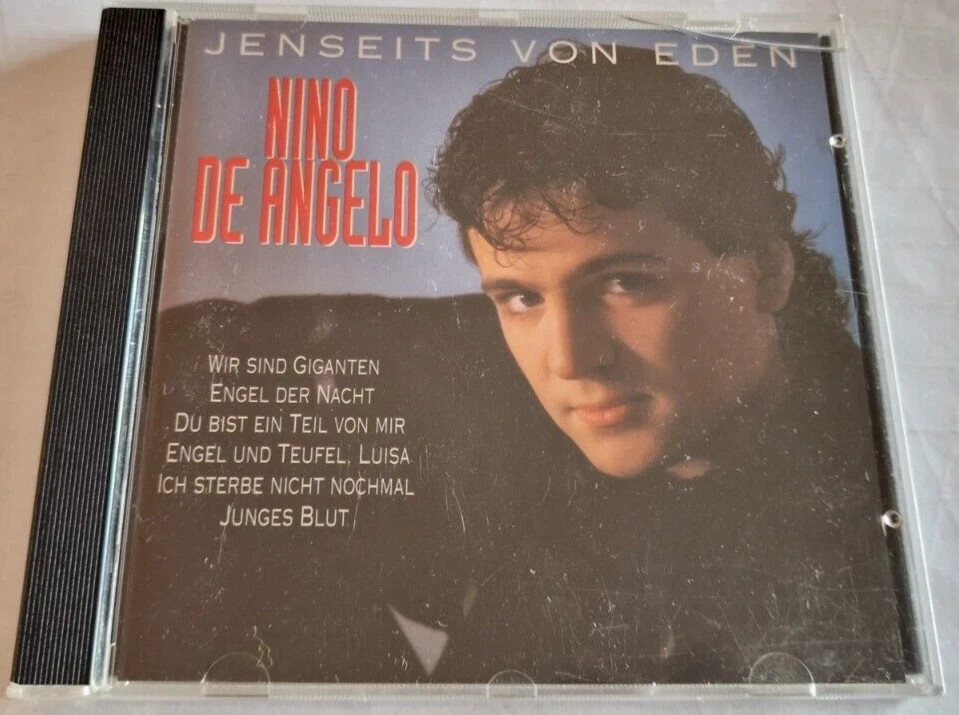 JENSEITS VON EDEN
NINO
DE ANGELO
WIR SIND GIGANTEN
ENGEL DER NACHT
DU BIST EIN TEIL VON MIR
ENGEL UND TEUFEL, LUISA
ICH STERBE NICHT NOCHMAL
JUNGES BLUT